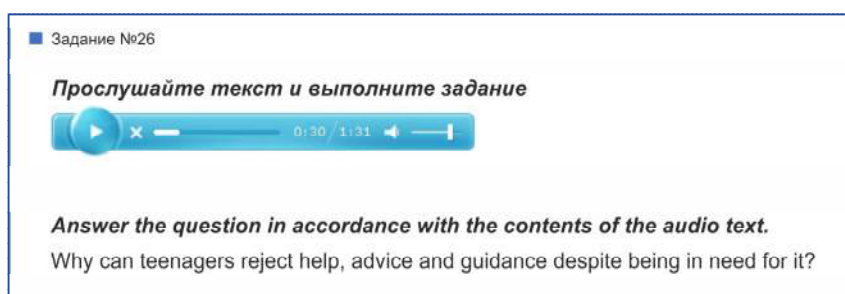 Задание №26
Прослушайте текст и выполните задание
0:30/1:31
Answer the question in accordance with the contents of the audio text.
Why can teenagers reject help, advice and guidance despite being in need for it?